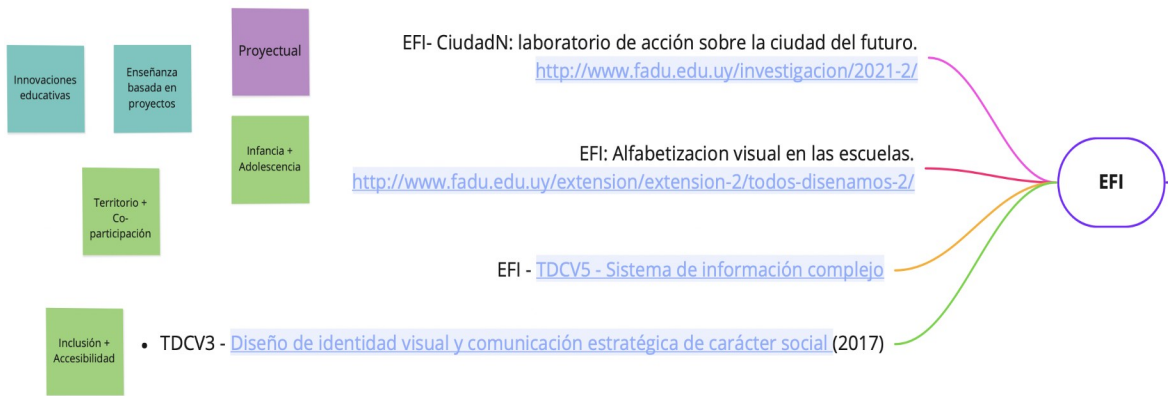 Innovaciones
educativas
Enseñanza
basada en
proyectos
Proyectual
Infancia +
Adolescencia
Territorio +
Co-
participación
Inclusión +
Accesibilidad
EFI- CiudadN: laboratorio de acción sobre la ciudad del futuro.
http://www.fadu.edu.uy/investigacion/2021-2/
EFI: Alfabetizacion visual en las escuelas.
http://www.fadu.edu.uy/extension/extension-2/todos-disenamos-2/
EFI - TDCV5 - Sistema de información complejo
• TDCV3 - Diseño de identidad visual y comunicación estratégica de carácter social (2017)
EFI